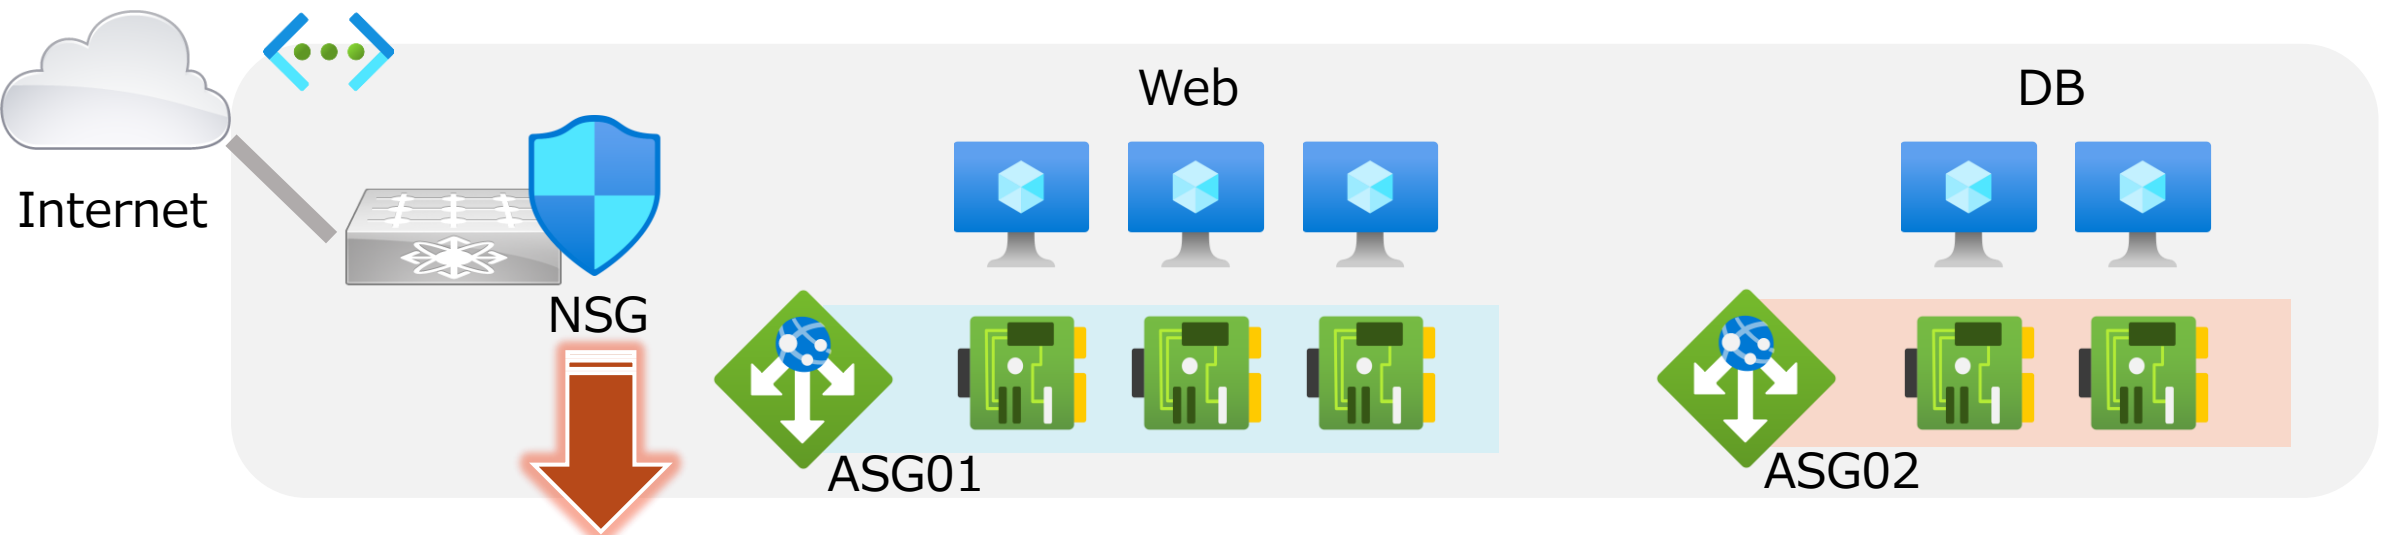 Web
DB
Internet
NSG
ASG01
ASG02